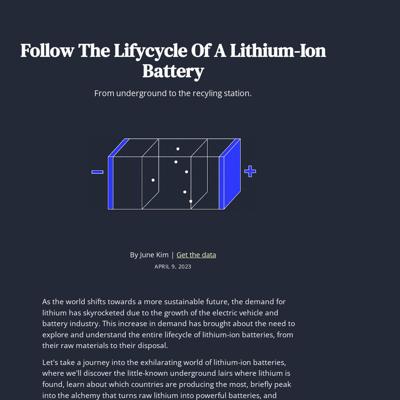 Follow The Lifycycle Of A Lithium-Ion
Battery
From underground to the recyling station.
− +
By June Kim | Get the data
APRIL 9, 2023
As the world shifts towards a more sustainable future, the demand for
lithium has skyrocketed due to the growth of the electric vehicle and
battery industry. This increase in demand has brought about the need to
explore and understand the entire lifecycle of lithium-ion batteries, from
their raw materials to their disposal.
Let's take a journey into the exhilarating world of lithium-ion batteries,
where we'll discover the little-known underground lairs where lithium is
found, learn about which countries are producing the most, briefly peak
into the alchemy that turns raw lithium into powerful batteries, and